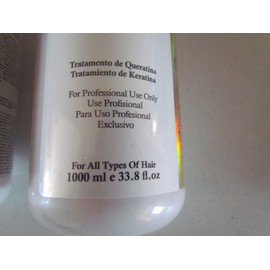 Tratamento de Queratina
Tratamiento de Keratina
For Professional Use Only
Use Profisional
Para Uso Profesional
Exclusivo
For All Types Of Hair
1000 ml e 33.8 fl.oz